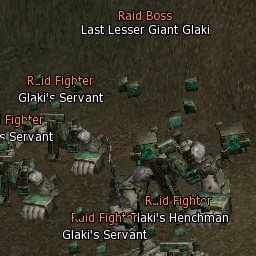 Raid Boss
Last Lesser Giant Glaki
Raid Fighter
Glaki's Servant
Fighter
s Servant
Raid Fighter
Glaki's Henchman
Raid Fighter
Glaki's Servant